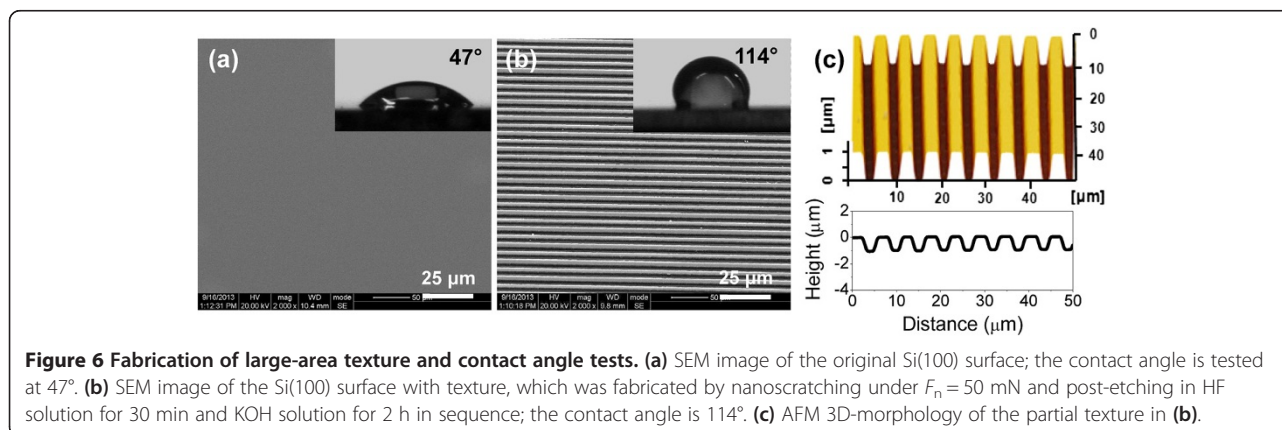 (a)
47°
25 µm
9/16/2013 HV mag WD mode
1:12:31 PM 20.00 kV 2 000 x 10.4 mm SE
50 µm
(b)
114°
25 µm
9/16/2013 HV mag WD mode
1:10:18 PM 20.00 kV 2 000 x 0.8 mm SE
50 µm
(c)
0
10
20
30
40
[µm]
1
0
10 20 30 40 [µm]
Height (µm)
2
0
-2
-4
0 10 20 30 40 50
Distance (µm)
Figure 6 Fabrication of large-area texture and contact angle tests. (a) SEM image of the original Si(100) surface; the contact angle is tested
at 47°. (b) SEM image of the Si(100) surface with texture, which was fabricated by nanoscratching under Fn = 50 mN and post-etching in HF
solution for 30 min and KOH solution for 2 h in sequence; the contact angle is 114°. (c) AFM 3D-morphology of the partial texture in (b).